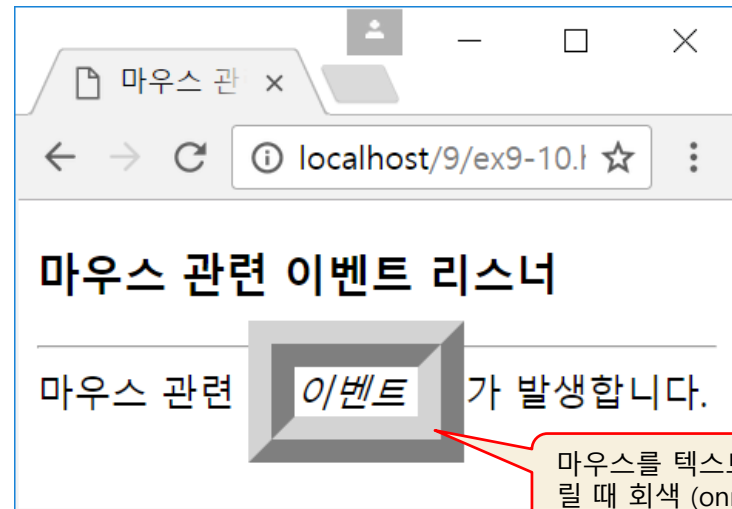 마우스 관
localhost/9/ex9-10.h
마우스 관련 이벤트 리스너
마우스 관련 이벤트 가 발생합니다.
마우스를 텍스트
릴 때 회색 (on